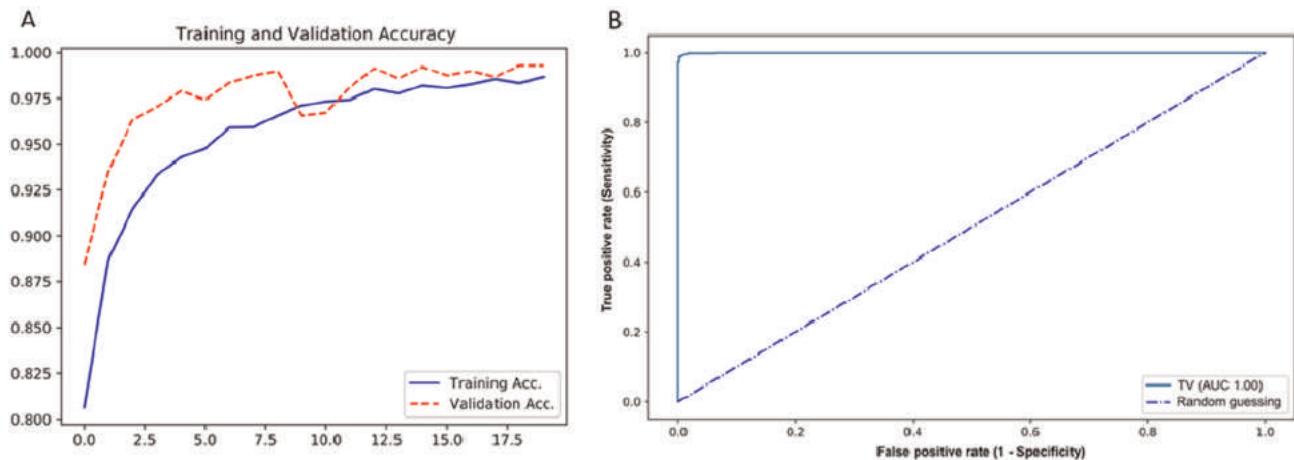 A
Training and Validation Accuracy
1.000
0.975
0.950
0.925
0.900
0.875
0.850
0.825
0.800
0.0 2.5 5.0 7.5 10.0 12.5 15.0 17.5
Training Acc.
Validation Acc.
B
True positive rate (Sensitivity)
1.0
0.8
0.6
0.4
0.2
0.0
0.0 0.2 0.4 0.6 0.8 1.0
False positive rate (1 - Specificity)
TV (AUC 1.00)
Random guessing